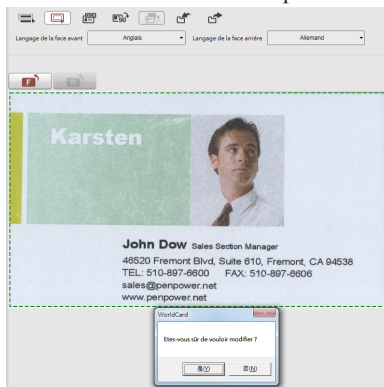 Langage de la face avant Anglais Langage de la face arrière Allemand
F
Karsten
John Dow Sales Section Manager
46520 Fremont Blvd, Suite 610, Fremont, CA 94538
TEL: 510-897-6600 FAX: 510-897-6606
sales@penpower.net
www.penpower.net
WorldCard
Etes-vous sûr de vouloir modifier ?
是(Y) 否(N)